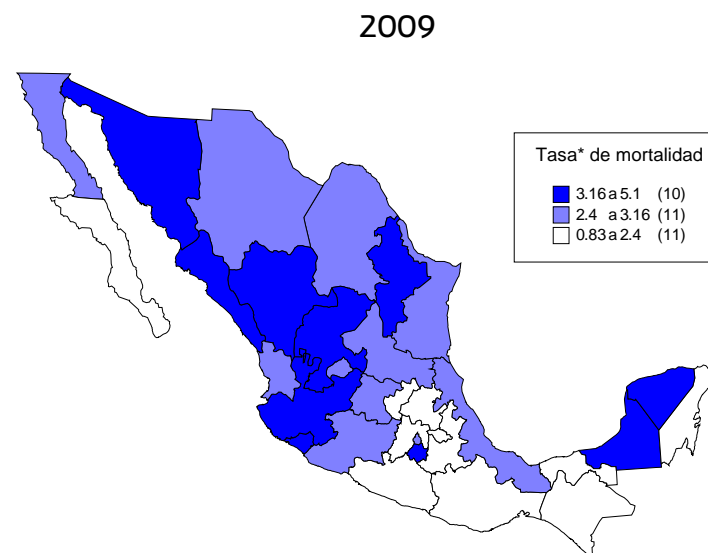 2009
Tasa* de mortalidad
3.16 a 5.1 (10)
2.4 a 3.16 (11)
0.83 a 2.4 (11)